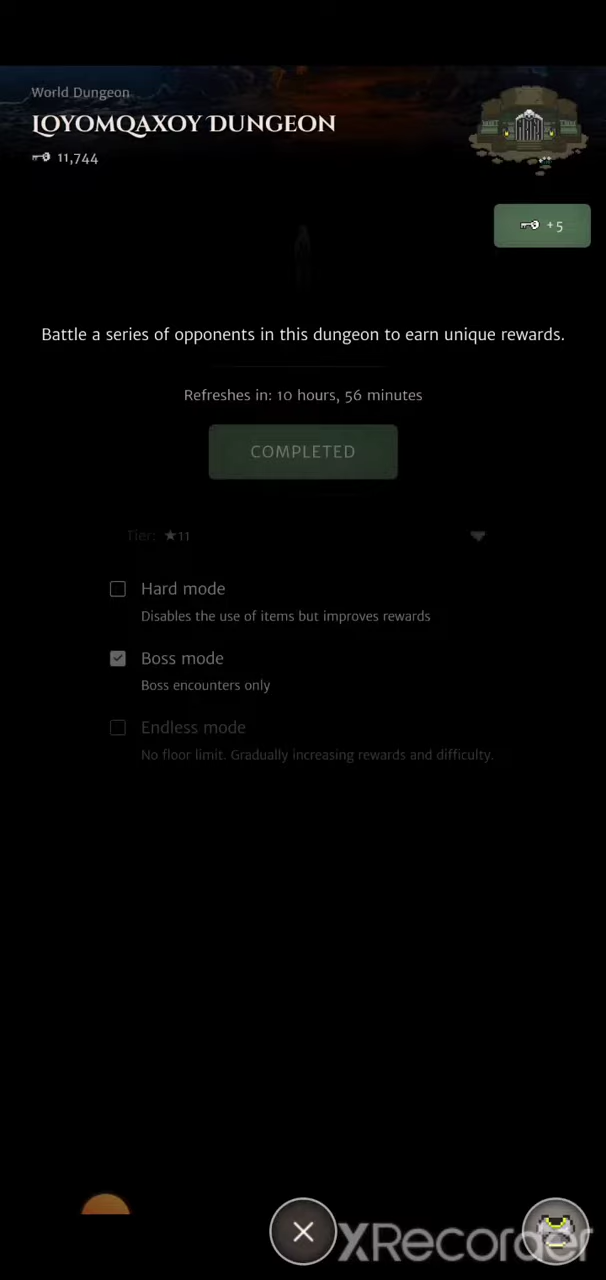 World Dungeon
LOYOMQAXOY DUNGEON
11,744
+5
Battle a series of opponents in this dungeon to earn unique rewards.
Refreshes in: 10 hours, 56 minutes
COMPLETED
Tier: ★11
Hard mode
Disables the use of items but improves rewards
Boss mode
Boss encounters only
Endless mode
No floor limit. Gradually increasing rewards and difficulty.
XRecorder